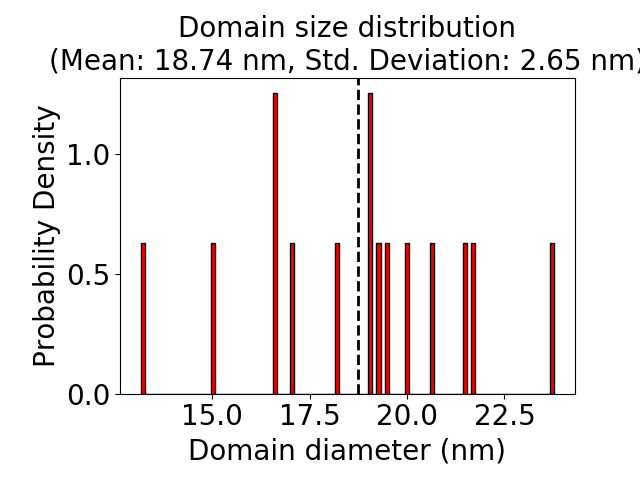 Domain size distribution
(Mean: 18.74 nm, Std. Deviation: 2.65 nm)
Probability Density
1.0
0.5
0.0
15.0 17.5 20.0 22.5
Domain diameter (nm)